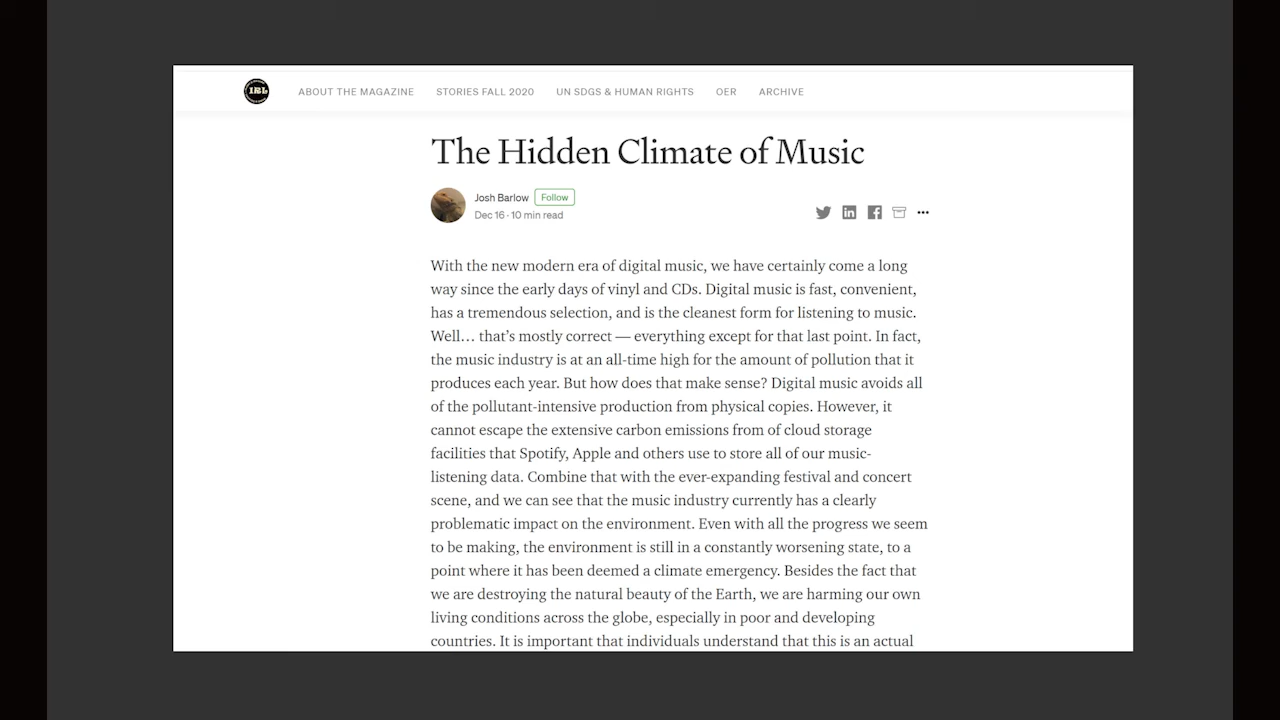 1RL
ABOUT THE MAGAZINE STORIES FALL 2020 UN SDGS & HUMAN RIGHTS OER ARCHIVE
The Hidden Climate of Music
Josh Barlow Follow
Dec 16 · 10 min read
With the new modern era of digital music, we have certainly come a long
way since the early days of vinyl and CDs. Digital music is fast, convenient,
has a tremendous selection, and is the cleanest form for listening to music.
Well… that’s mostly correct — everything except for that last point. In fact,
the music industry is at an all-time high for the amount of pollution that it
produces each year. But how does that make sense? Digital music avoids all
of the pollutant-intensive production from physical copies. However, it
cannot escape the extensive carbon emissions from of cloud storage
facilities that Spotify, Apple and others use to store all of our music-
listening data. Combine that with the ever-expanding festival and concert
scene, and we can see that the music industry currently has a clearly
problematic impact on the environment. Even with all the progress we seem
to be making, the environment is still in a constantly worsening state, to a
point where it has been deemed a climate emergency. Besides the fact that
we are destroying the natural beauty of the Earth, we are harming our own
living conditions across the globe, especially in poor and developing
countries. It is important that individuals understand that this is an actual